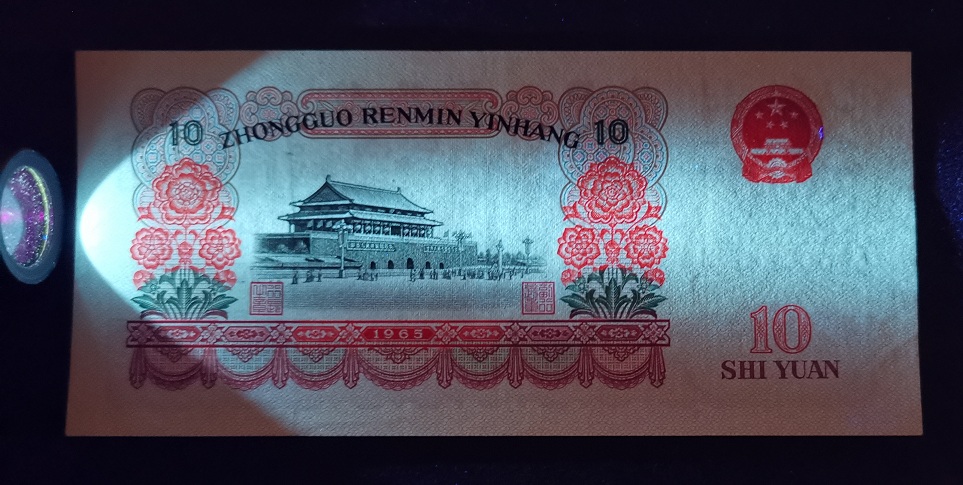 10 ZHONGGUO RENMIN YINHANG 10
1965
10
SHI YUAN